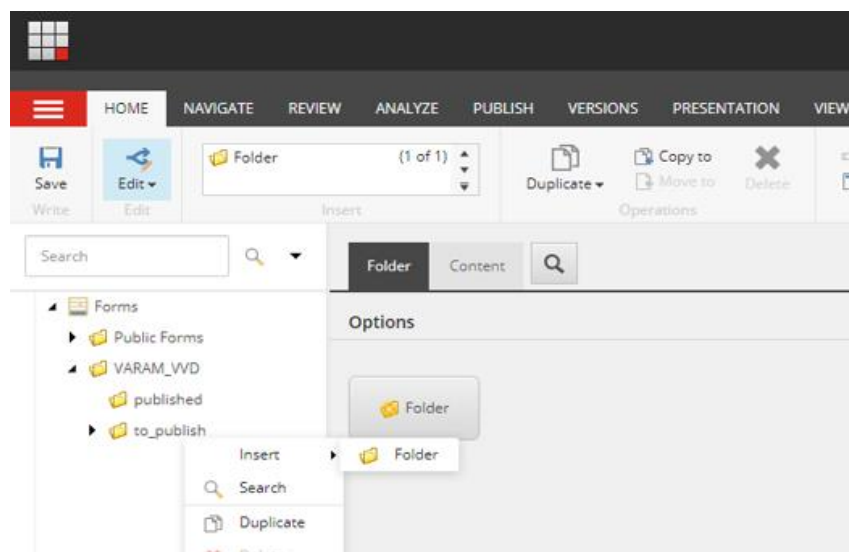 HOME NAVIGATE REVIEW ANALYZE PUBLISH VERSIONS PRESENTATION VIEW
Folder (1 of 1)
Save Edit Duplicate Copy to Move to Delete
Write Edit Insert Operations
Search
Folder Content
Forms
Public Forms
VARAM_VVD
published
to_publish
Options
Folder
Insert Folder
Search
Duplicate